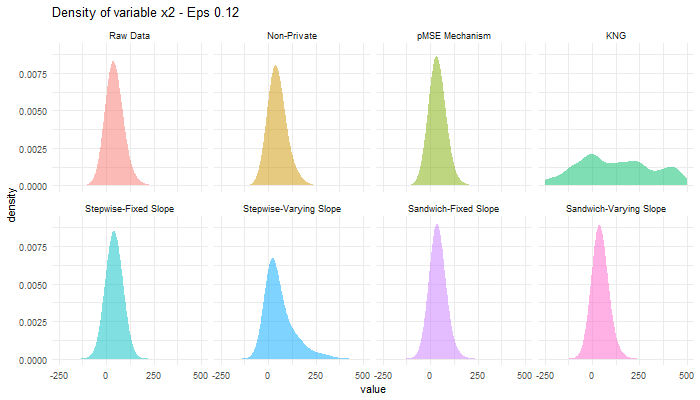 Density of variable x2 - Eps 0.12
Raw Data Non-Private pMSE Mechanism KNG
0.0075
0.0050
0.0025
0.0000
density
Stepwise-Fixed Slope Stepwise-Varying Slope Sandwich-Fixed Slope Sandwich-Varying Slope
0.0075
0.0050
0.0025
0.0000
-250 0 250 500 -250 0 250 500 -250 0 250 500 -250 0 250 500
value